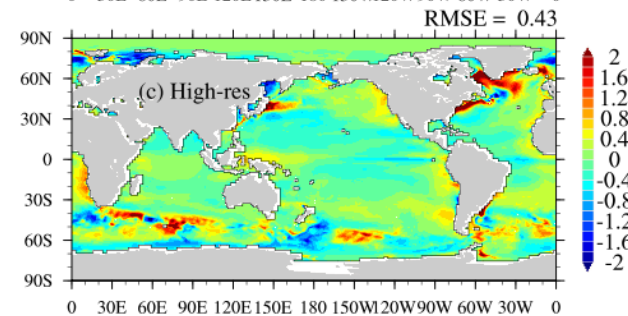 RMSE = 0.43
90N
60N
30N
0
30S
60S
90S
(c) High-res
2
1.6
1.2
0.8
0.4
0
-0.4
-0.8
-1.2
-1.6
-2
0 30E 60E 90E 120E 150E 180 150W 120W 90W 60W 30W 0